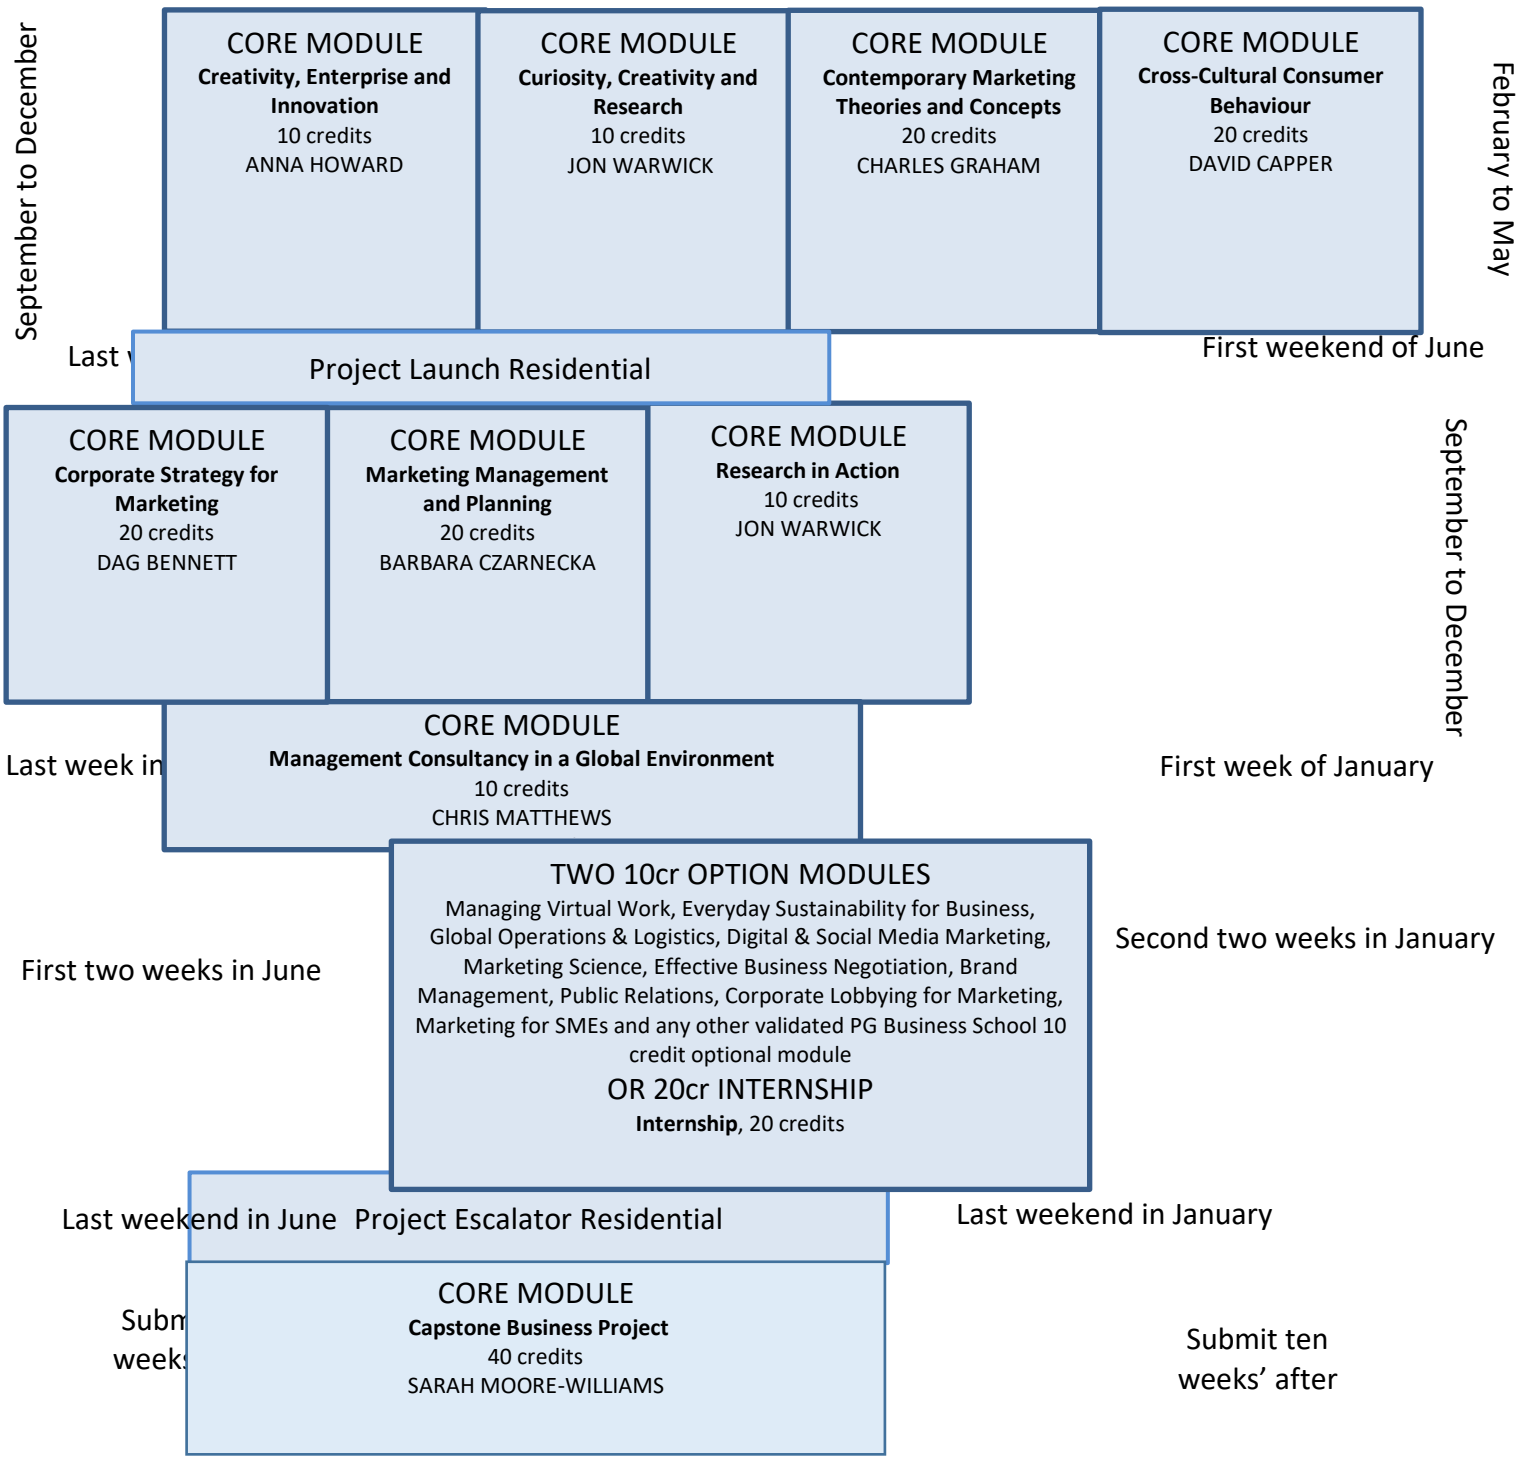 September to December
CORE MODULE
Creativity, Enterprise and
Innovation
10 credits
ANNA HOWARD
CORE MODULE
Curiosity, Creativity and
Research
10 credits
JON WARWICK
CORE MODULE
Contemporary Marketing
Theories and Concepts
20 credits
CHARLES GRAHAM
CORE MODULE
Cross-Cultural Consumer
Behaviour
20 credits
DAVID CAPPER
February to May
Last
Project Launch Residential
First weekend of June
CORE MODULE
Corporate Strategy for
Marketing
20 credits
DAG BENNETT
CORE MODULE
Marketing Management
and Planning
20 credits
BARBARA CZARNECKA
CORE MODULE
Research in Action
10 credits
JON WARWICK
September to December
Last week in
CORE MODULE
Management Consultancy in a Global Environment
10 credits
CHRIS MATTHEWS
First week of January
First two weeks in June
TWO 10cr OPTION MODULES
Managing Virtual Work, Everyday Sustainability for Business,
Global Operations & Logistics, Digital & Social Media Marketing,
Marketing Science, Effective Business Negotiation, Brand
Management, Public Relations, Corporate Lobbying for Marketing,
Marketing for SMEs and any other validated PG Business School 10
credit optional module
OR 20cr INTERNSHIP
Internship, 20 credits
Second two weeks in January
Last weekend in June
Project Escalator Residential
Last weekend in January
CORE MODULE
Capstone Business Project
40 credits
SARAH MOORE-WILLIAMS
Submit ten
weeks’ after